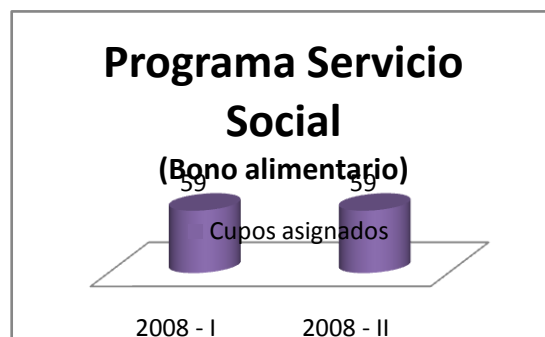 Programa Servicio
Social
(Bono alimentario)
59 59
Cupos asignados
2008 - I 2008 - II